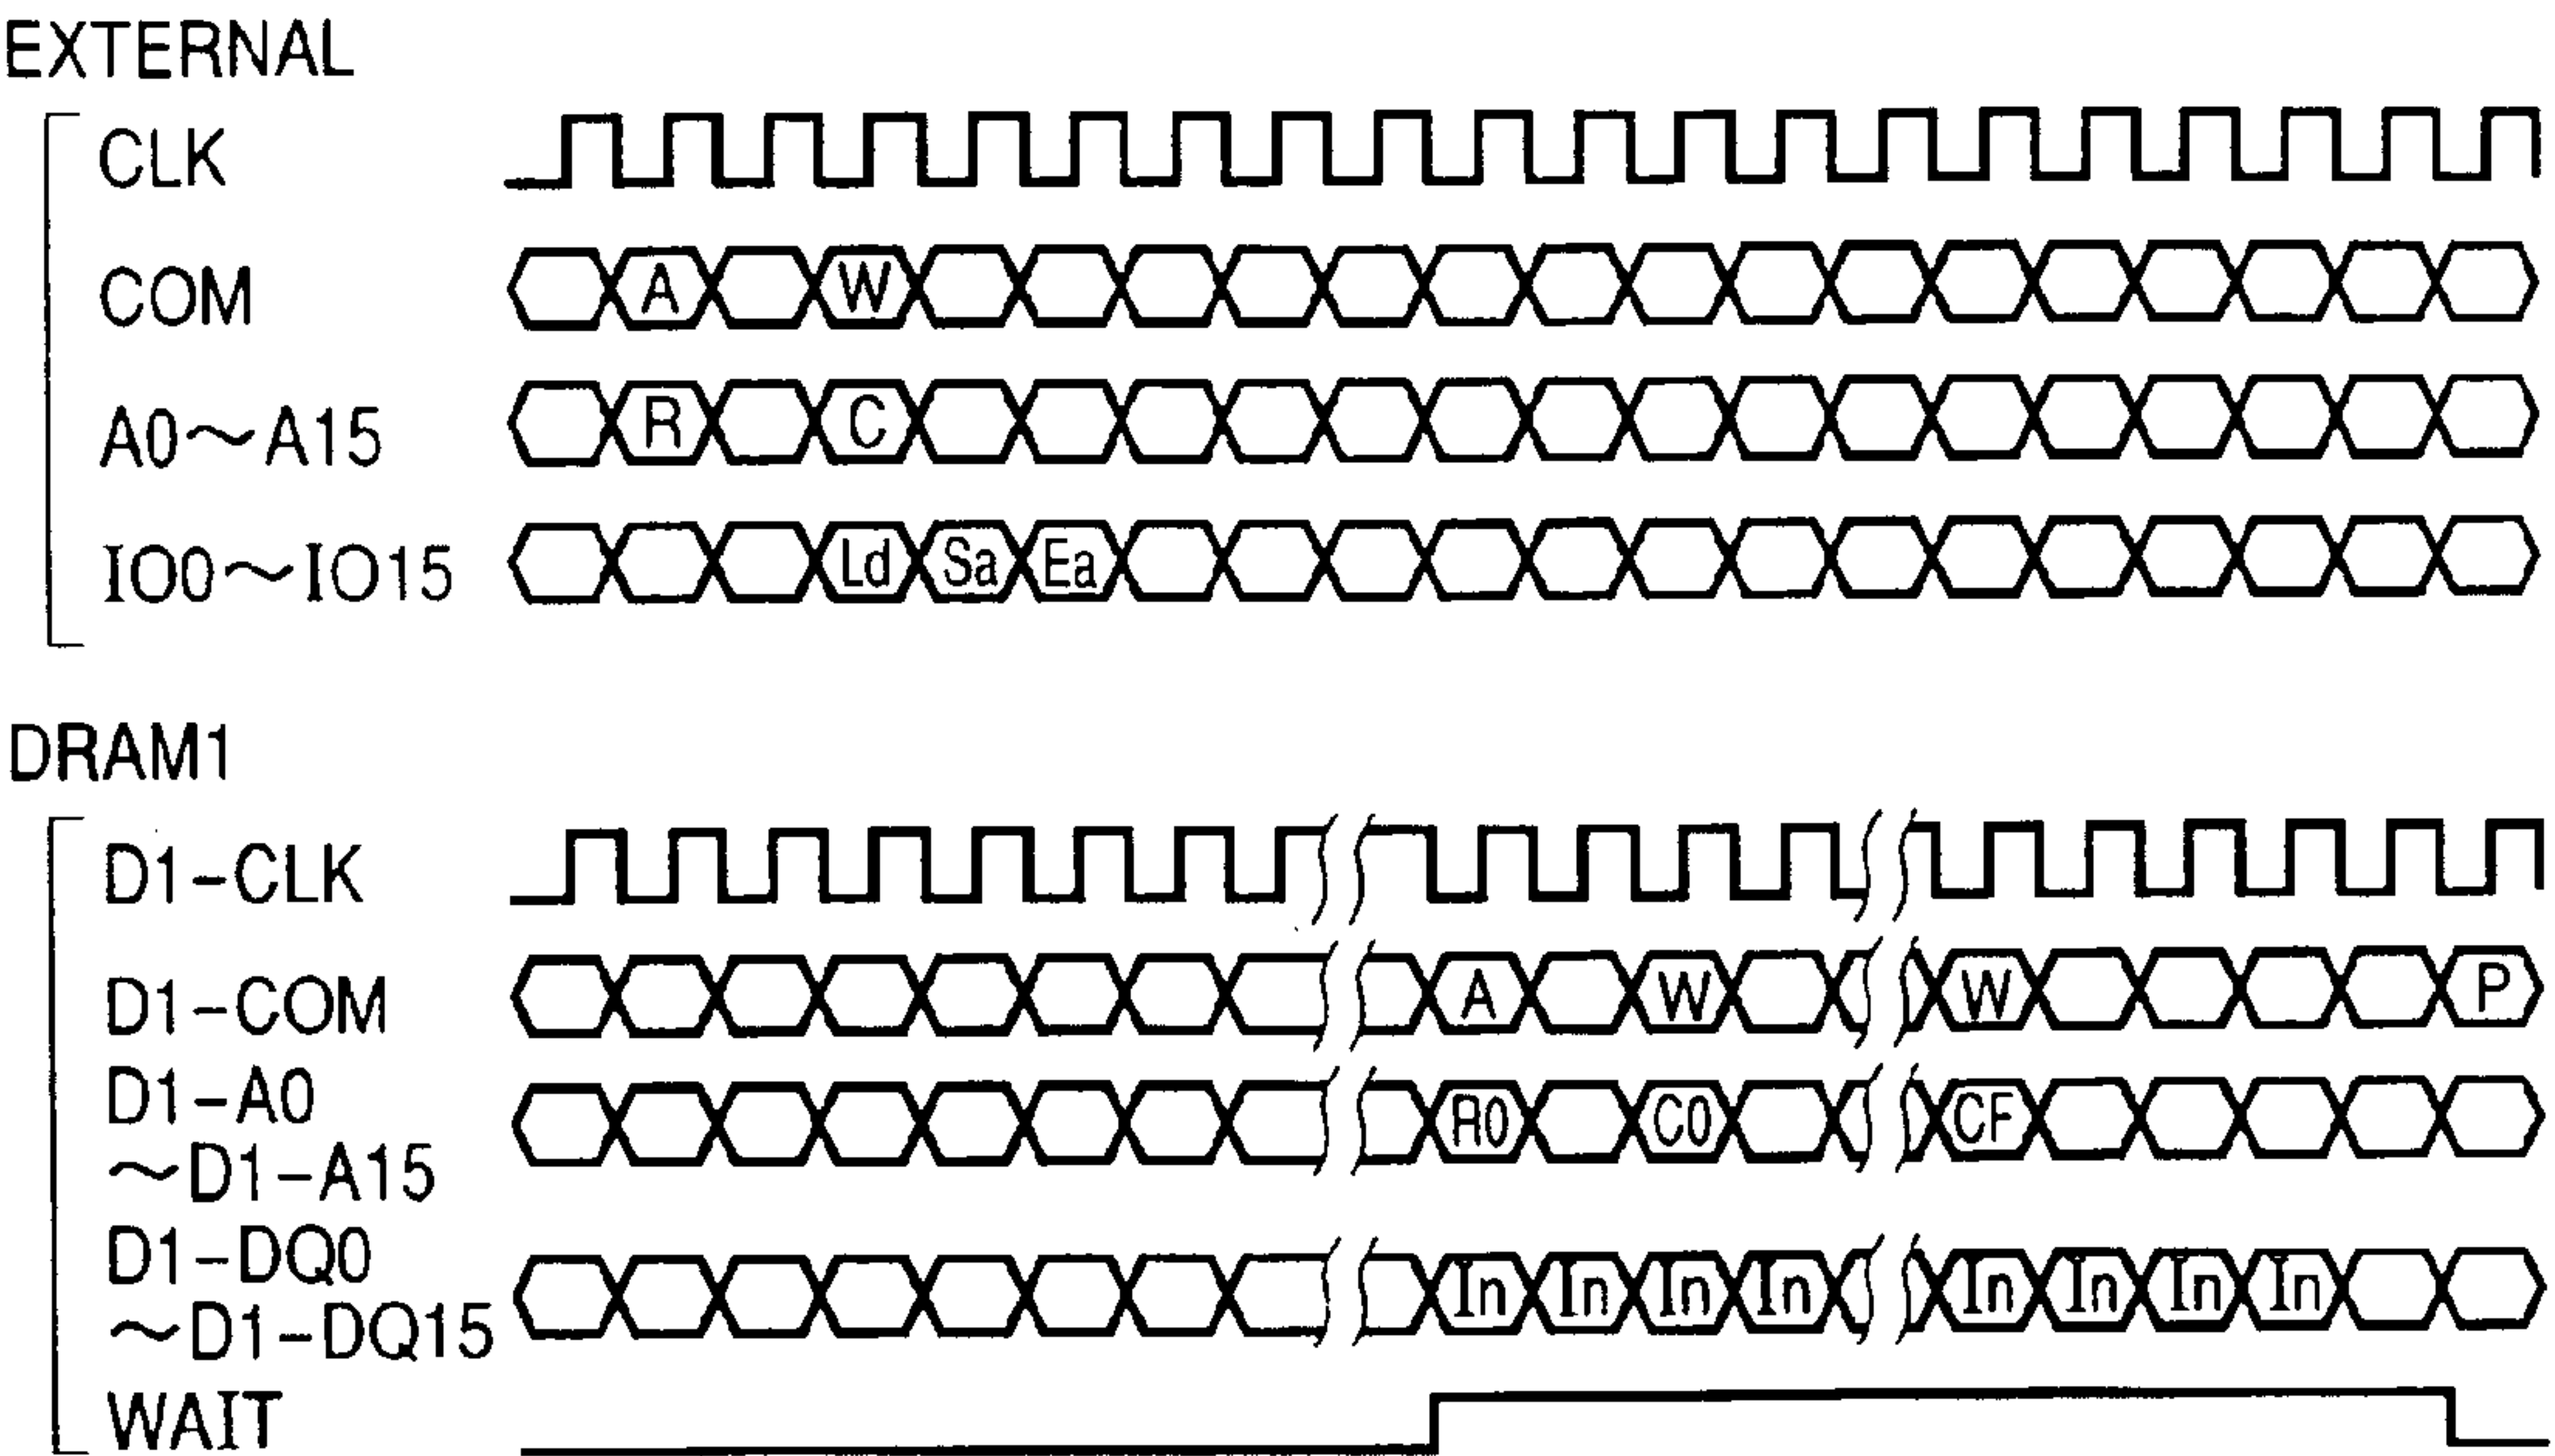 EXTERNAL
CLK
COM A W
A0～A15 R C
IO0～IO15 Ld Sa Ea
DRAM1
D1-CLK
D1-COM A W W P
D1-A0
～D1-A15 R0 C0 CF
D1-DQ0
～D1-DQ15 In In In In In In In In
WAIT